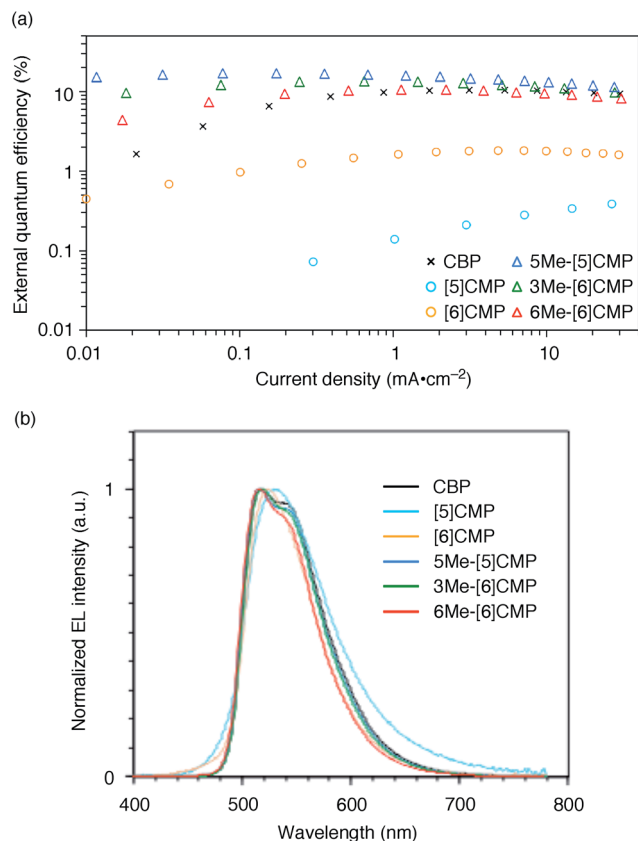 (a)
External quantum efficiency (%)
10
1
0.1
0.01
0.01
0.1
1
10
Current density (mA•cm−2)
× CBP
[5]CMP
[6]CMP
5Me-[5]CMP
3Me-[6]CMP
6Me-[6]CMP
(b)
Normalized EL intensity (a.u.)
1
0
400
500
600
700
800
Wavelength (nm)
CBP
[5]CMP
[6]CMP
5Me-[5]CMP
3Me-[6]CMP
6Me-[6]CMP